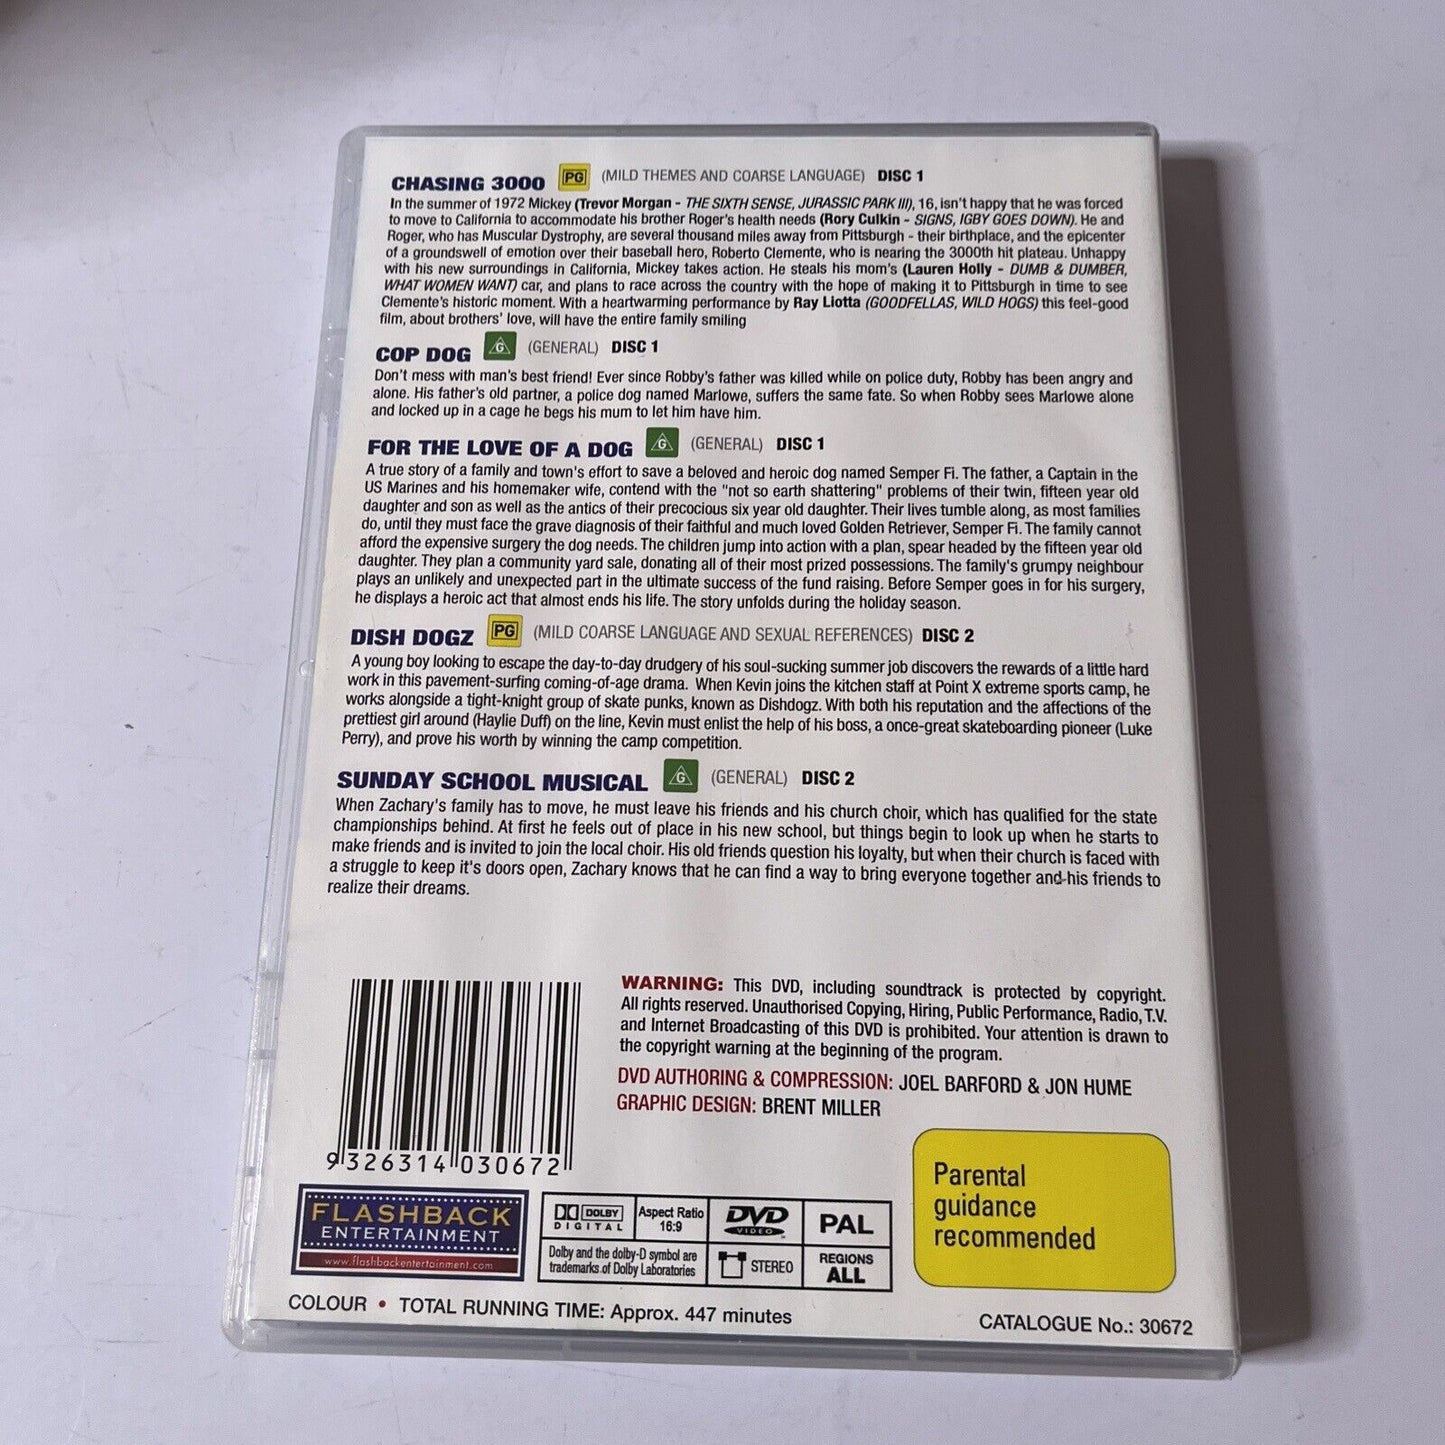 CHASING 3000 PG (MILD THEMES AND COARSE LANGUAGE) DISC 1
In the summer of 1972 Mickey (Trevor Morgan - THE SIXTH SENSE, JURASSIC PARK III), 16, isn't happy that he was forced
to move to California to accommodate his brother Roger's health needs (Rory Culkin - SIGNS, IGBY GOES DOWN). He and
Roger, who has Muscular Dystrophy, are several thousand miles away from Pittsburgh - their birthplace, and the epicenter
of a groundswell of emotion over their baseball hero, Roberto Clemente, who is nearing the 3000th hit plateau. Unhappy
with his new surroundings in California, Mickey takes action. He steals his mom's (Lauren Holly - DUMB & DUMBER,
WHAT WOMEN WANT) car, and plans to race across the country with the hope of making it to Pittsburgh in time to see
Clemente's historic moment. With a heartwarming performance by Ray Liotta (GOODFELLAS, WILD HOGS) this feel-good
film, about brothers' love, will have the entire family smiling
COP DOG G (GENERAL) DISC 1
Don't mess with man's best friend! Ever since Robby's father was killed while on police duty, Robby has been angry and
alone. His father's old partner, a police dog named Marlowe, suffers the same fate. So when Robby sees Marlowe alone
and locked up in a cage he begs his mum to let him have him.
FOR THE LOVE OF A DOG G (GENERAL) DISC 1
A true story of a family and town's effort to save a beloved and heroic dog named Semper Fi. The father, a Captain in the
US Marines and his homemaker wife, contend with the "not so earth shattering" problems of their twin, fifteen year old
daughter and son as well as the antics of their precocious six year old daughter. Their lives tumble along, as most families
do, until they must face the grave diagnosis of their faithful and much loved Golden Retriever, Semper Fi. The family cannot
afford the expensive surgery the dog needs. The children jump into action with a plan, spear headed by the fifteen year old
daughter. They plan a community yard sale, donating all of their most prized possessions. The family's grumpy neighbour
plays an unlikely and unexpected part in the ultimate success of the fund raising. Before Semper goes in for his surgery,
he displays a heroic act that almost ends his life. The story unfolds during the holiday season.
DISH DOGZ PG (MILD COARSE LANGUAGE AND SEXUAL REFERENCES) DISC 2
A young boy looking to escape the day-to-day drudgery of his soul-sucking summer job discovers the rewards of a little hard
work in this pavement-surfing coming-of-age drama. When Kevin joins the kitchen staff at Point X extreme sports camp, he
works alongside a tight-knight group of skate punks, known as Dishdogz. With both his reputation and the affections of the
prettiest girl around (Haylie Duff) on the line, Kevin must enlist the help of his boss, a once-great skateboarding pioneer (Luke
Perry), and prove his worth by winning the camp competition.
SUNDAY SCHOOL MUSICAL G (GENERAL) DISC 2
When Zachary's family has to move, he must leave his friends and his church choir, which has qualified for the state
championships behind. At first he feels out of place in his new school, but things begin to look up when he starts to
make friends and is invited to join the local choir. His old friends question his loyalty, but when their church is faced with
a struggle to keep it's doors open, Zachary knows that he can find a way to bring everyone together and his friends to
realize their dreams.
WARNING: This DVD, including soundtrack is protected by copyright.
All rights reserved. Unauthorised Copying, Hiring, Public Performance, Radio, T.V.
and Internet Broadcasting of this DVD is prohibited. Your attention is drawn to
the copyright warning at the beginning of the program.
DVD AUTHORING & COMPRESSION: JOEL BARFORD & JON HUME
GRAPHIC DESIGN: BRENT MILLER
9 326314 030672
Parental
guidance
recommended
FLASHBACK
ENTERTAINMENT
www.flashbackentertainment.com
DOLBY
DIGITAL
Aspect Ratio
16:9
DVD
VIDEO
PAL
Dolby and the dolby-D symbol are
trademarks of Dolby Laboratories
STEREO
REGIONS
ALL
COLOUR • TOTAL RUNNING TIME: Approx. 447 minutes
CATALOGUE No.: 30672